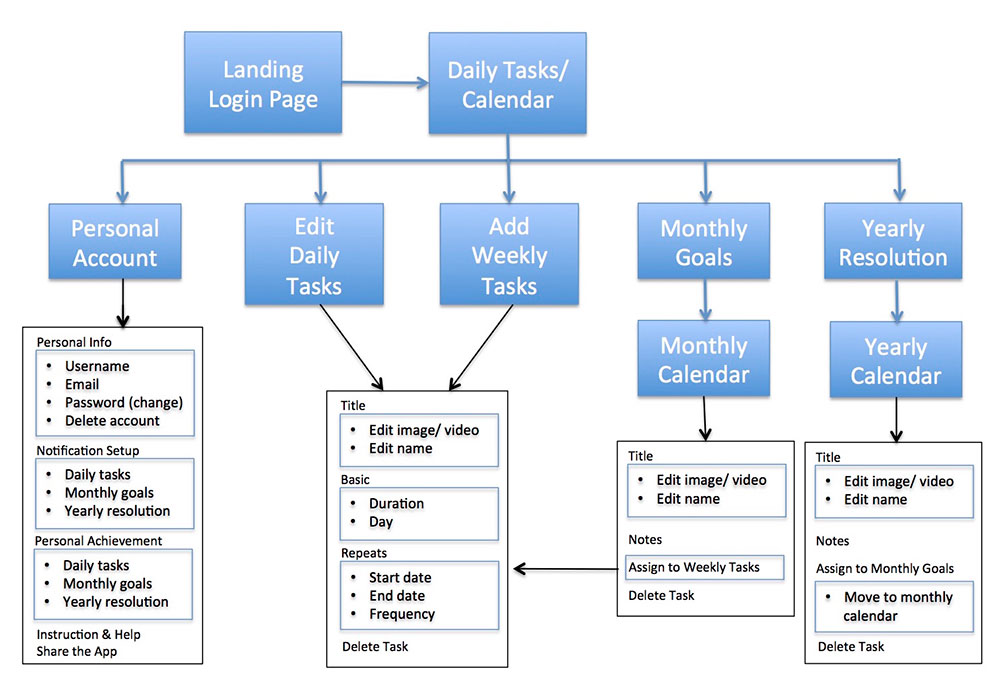 Landing
Login Page
Daily Tasks/
Calendar
Personal
Account
Edit
Daily
Tasks
Add
Weekly
Tasks
Monthly
Goals
Yearly
Resolution
Monthly
Calendar
Yearly
Calendar
Personal Info
• Username
• Email
• Password (change)
• Delete account
Notification Setup
• Daily tasks
• Monthly goals
• Yearly resolution
Personal Achievement
• Daily tasks
• Monthly goals
• Yearly resolution
Instruction & Help
Share the App
Title
• Edit image/ video
• Edit name
Basic
• Duration
• Day
Repeats
• Start date
• End date
• Frequency
Delete Task
Title
• Edit image/ video
• Edit name
Notes
Assign to Weekly Tasks
Delete Task
Title
• Edit image/ video
• Edit name
Notes
Assign to Monthly Goals
• Move to monthly
calendar
Delete Task